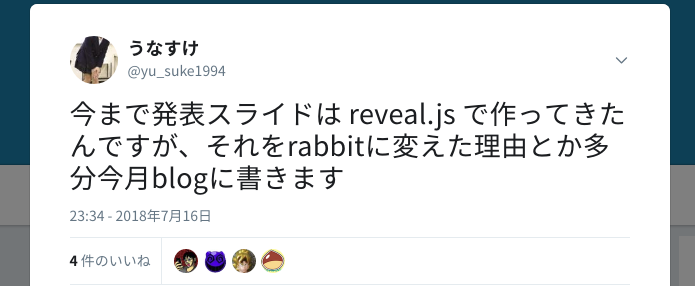 うなすけ
@yu_suke1994
今まで発表スライドは reveal.js で作ってきた
んですが、それをrabbitに変えた理由とか多
分今月blogに書きます
23:34 - 2018年7月16日
4 件のいいね